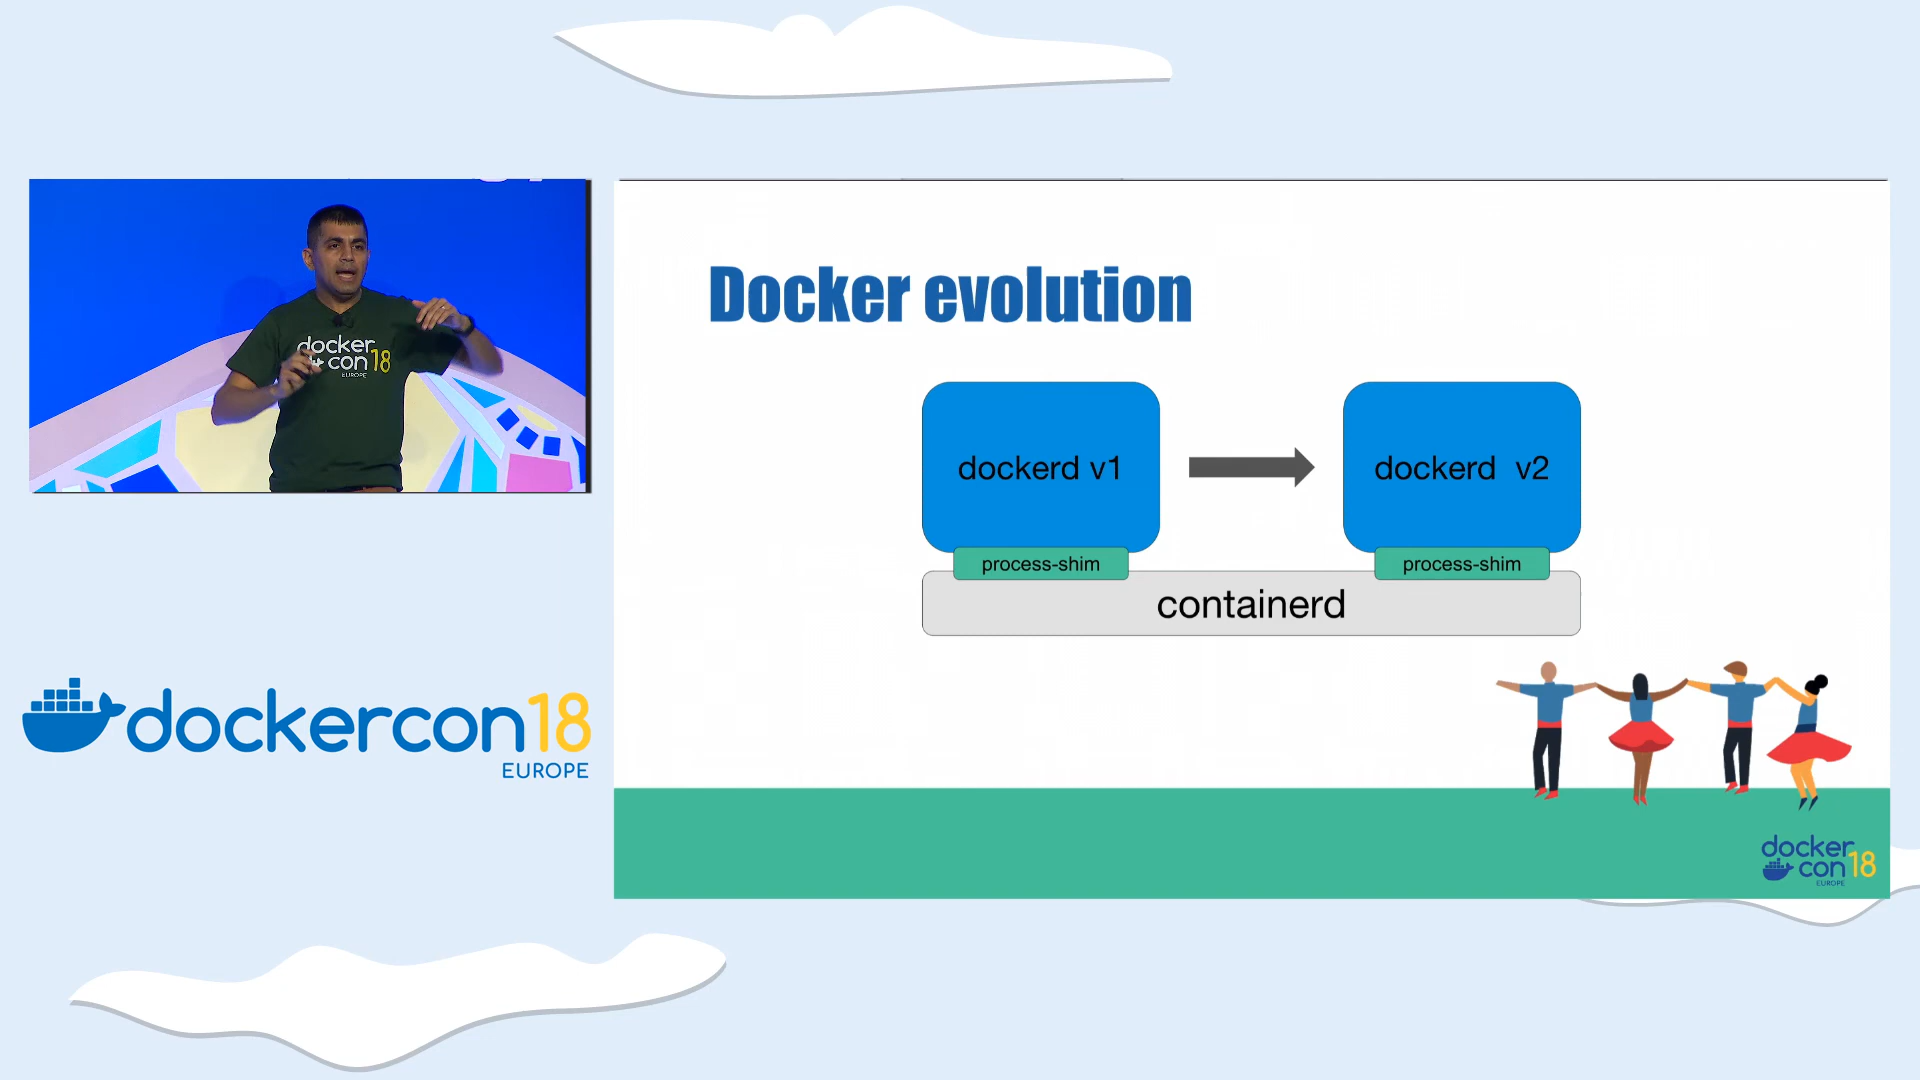 docker
con18
EUROPE
dockercon18
EUROPE
Docker evolution
dockerd v1
dockerd v2
process-shim
process-shim
containerd
docker
con18
EUROPE